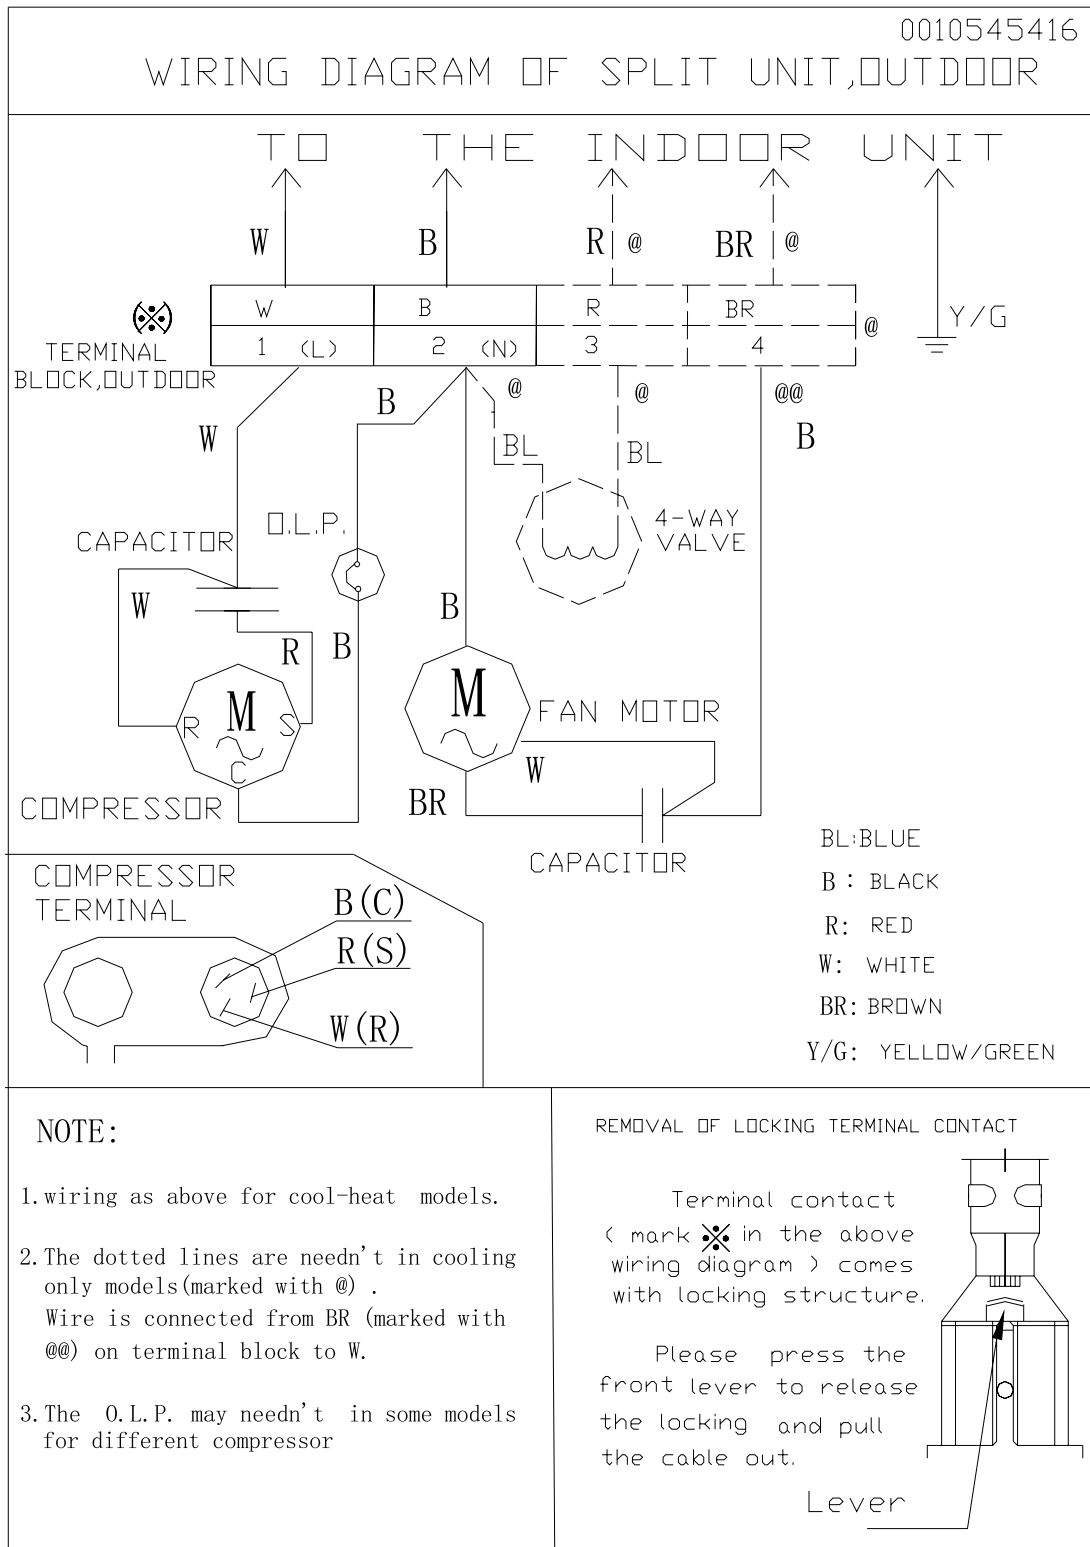 0010545416
WIRING DIAGRAM OF SPLIT UNIT,OUTDOOR
TO THE INDOOR UNIT
W B R @ BR @
W B R BR @ Y/G
1 (L) 2 (N) 3 4
※
TERMINAL
BLOCK,OUTDOOR
B @ @ @@
W B
BL BL
O.L.P.
4-WAY
VALVE
CAPACITOR
W B
R B
M M
R S FAN MOTOR
C
W
COMPRESSOR BR
CAPACITOR
BL:BLUE
B : BLACK
R: RED
W: WHITE
BR: BROWN
Y/G: YELLOW/GREEN
COMPRESSOR
TERMINAL
B(C)
R(S)
W(R)
NOTE:
1.wiring as above for cool-heat models.
2.The dotted lines are needn't in cooling
only models(marked with @) .
Wire is connected from BR (marked with
@@) on terminal block to W.
3.The O.L.P. may needn't in some models
for different compressor
REMOVAL OF LOCKING TERMINAL CONTACT
Terminal contact
( mark ※ in the above
wiring diagram ) comes
with locking structure.
Please press the
front lever to release
the locking and pull
the cable out.
Lever